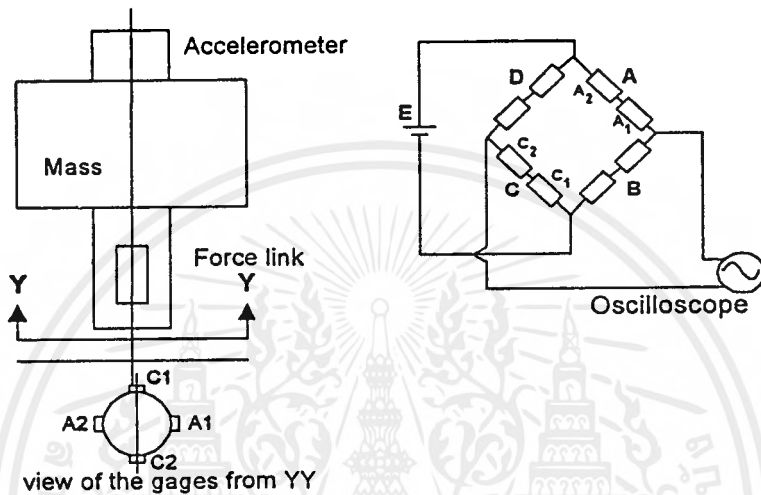 Accelerometer
Mass
Force link
Y Y
C1
A2 A1
C2
view of the gages from YY
D A
A2
A1
E
C2
C C1
B
Oscilloscope